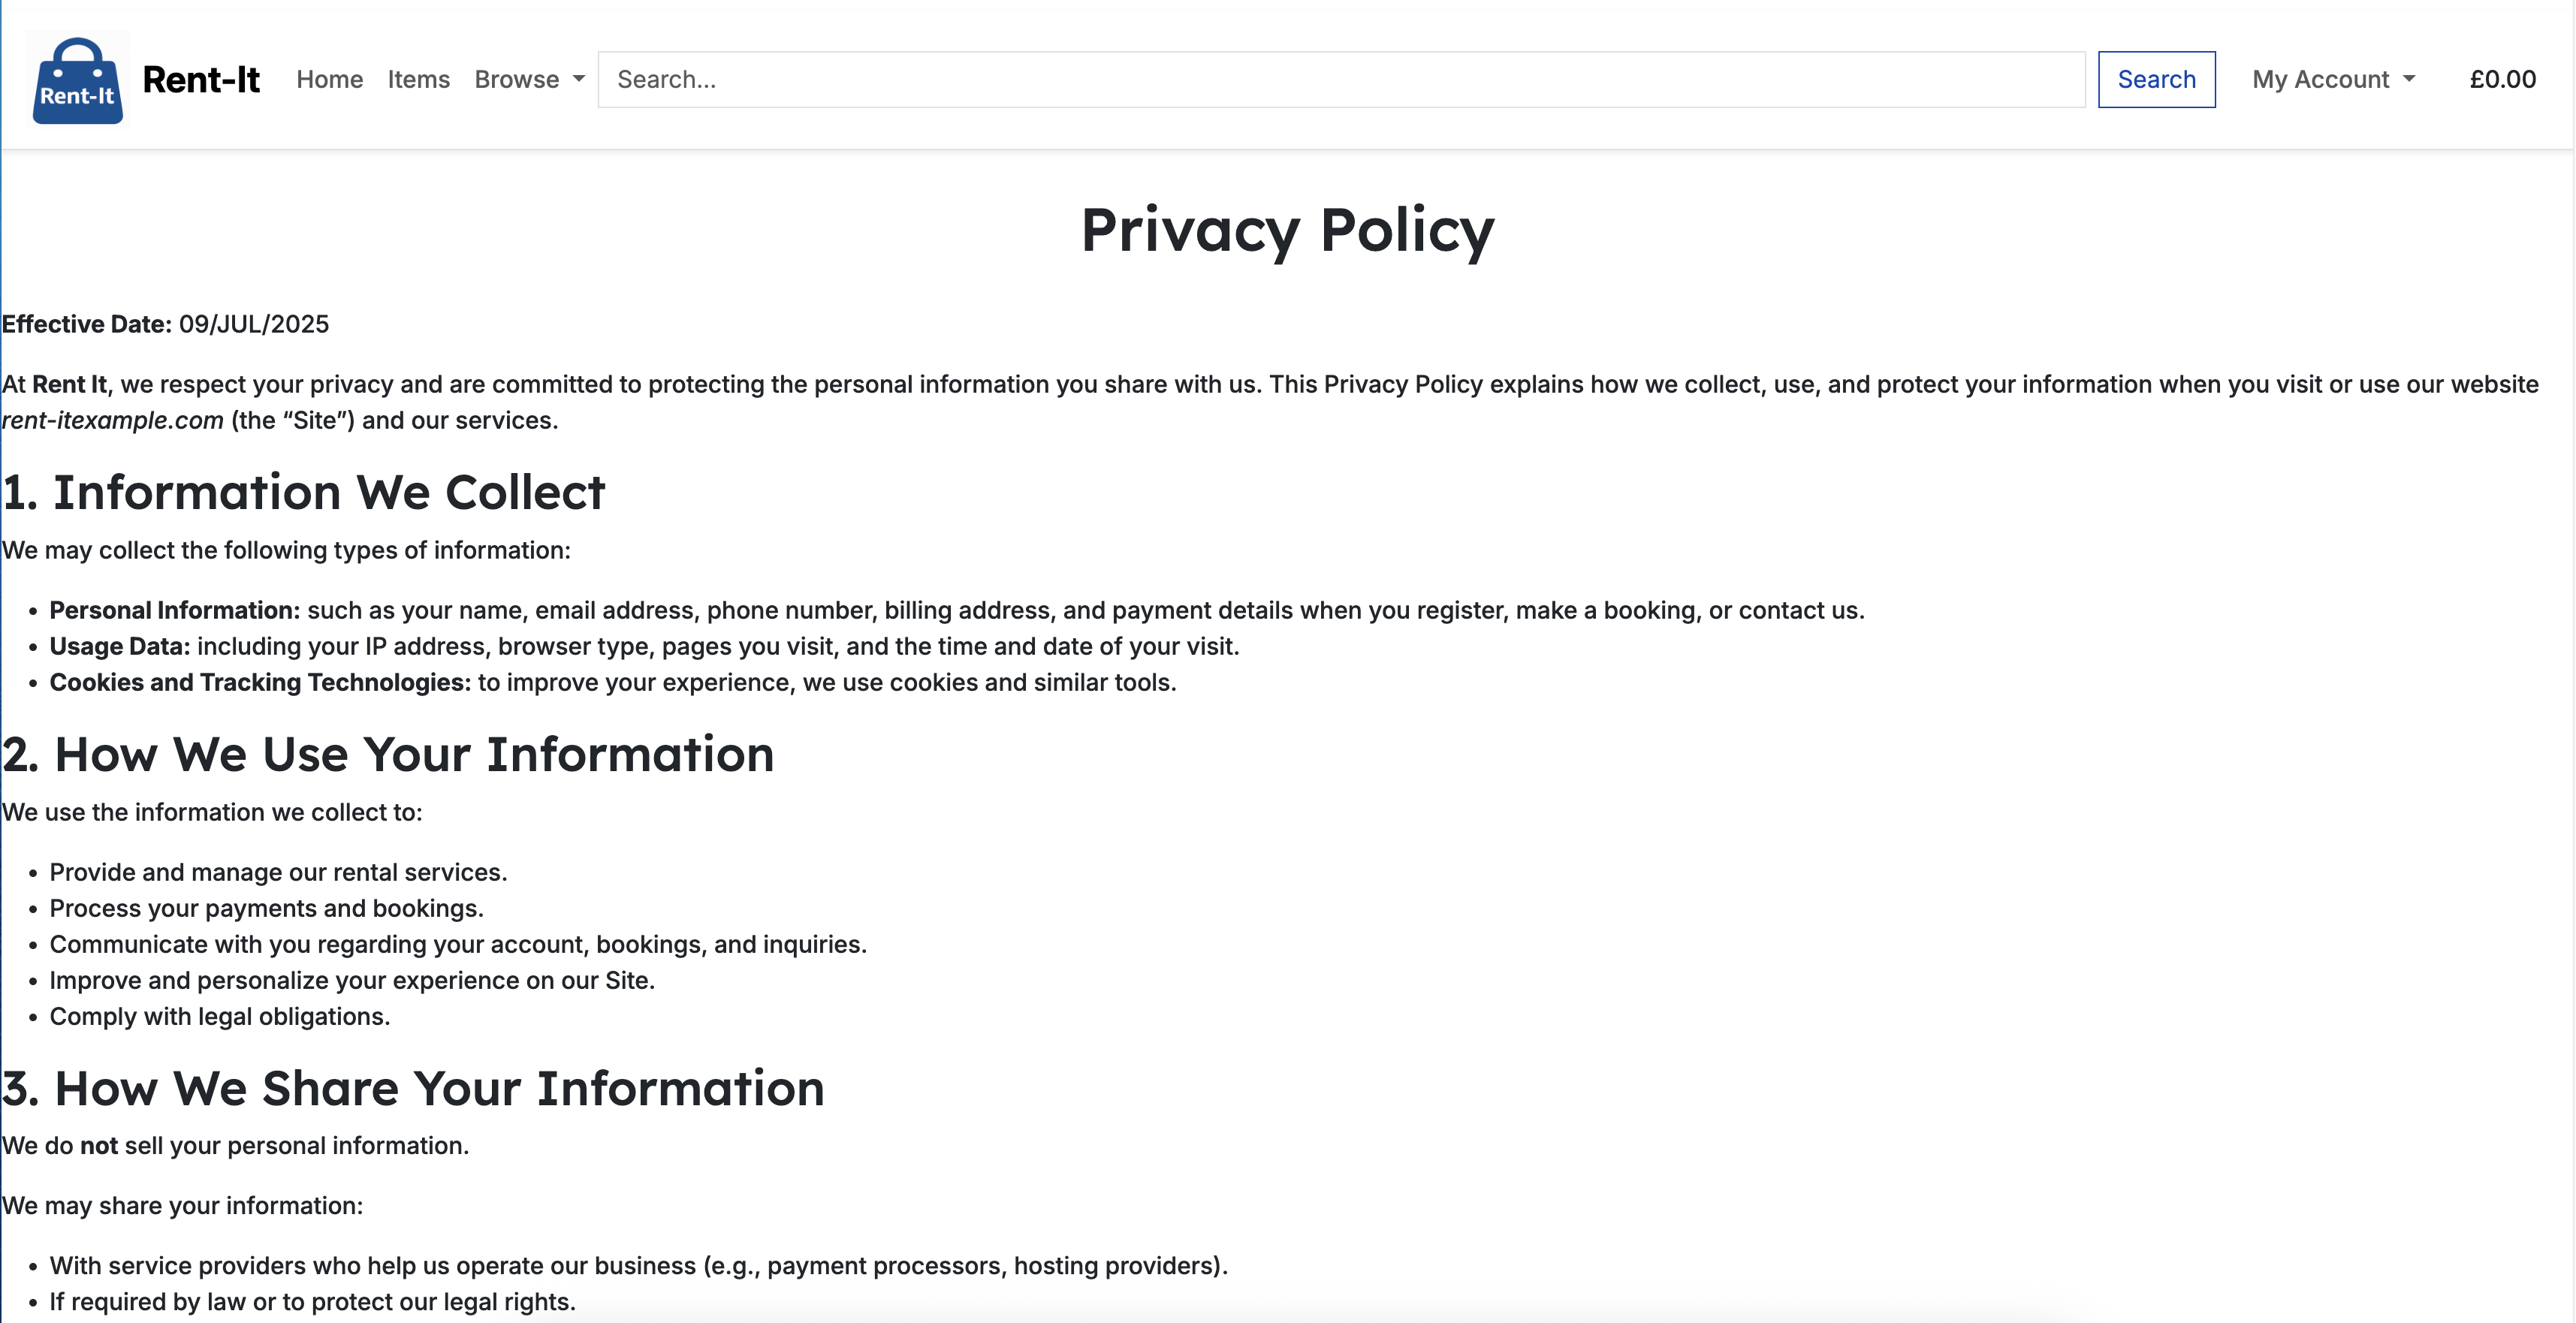 Rent-It
Rent-It
Home Items Browse Search... Search My Account £0.00
Privacy Policy
Effective Date: 09/JUL/2025
At Rent It, we respect your privacy and are committed to protecting the personal information you share with us. This Privacy Policy explains how we collect, use, and protect your information when you visit or use our website
rent-itexample.com (the “Site”) and our services.
1. Information We Collect
We may collect the following types of information:
• Personal Information: such as your name, email address, phone number, billing address, and payment details when you register, make a booking, or contact us.
• Usage Data: including your IP address, browser type, pages you visit, and the time and date of your visit.
• Cookies and Tracking Technologies: to improve your experience, we use cookies and similar tools.
2. How We Use Your Information
We use the information we collect to:
• Provide and manage our rental services.
• Process your payments and bookings.
• Communicate with you regarding your account, bookings, and inquiries.
• Improve and personalize your experience on our Site.
• Comply with legal obligations.
3. How We Share Your Information
We do not sell your personal information.
We may share your information:
• With service providers who help us operate our business (e.g., payment processors, hosting providers).
• If required by law or to protect our legal rights.